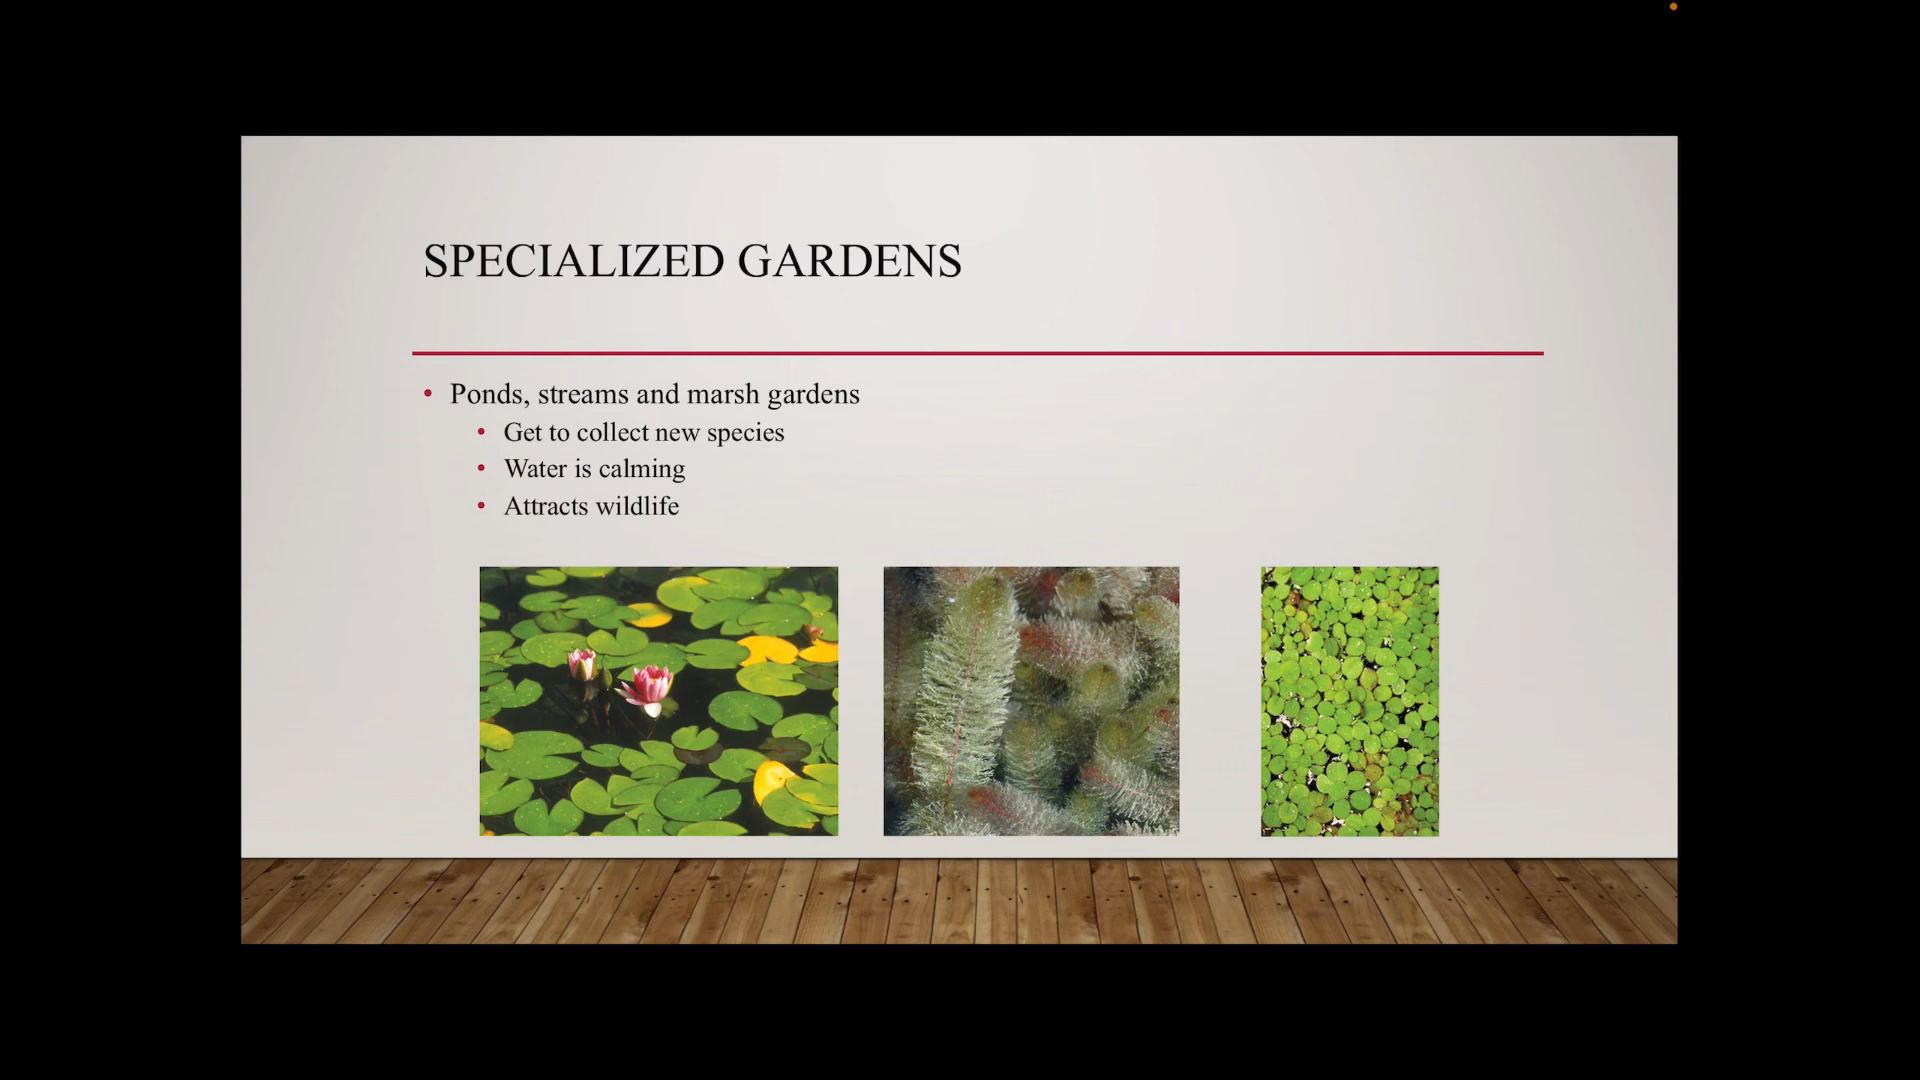 SPECIALIZED GARDENS
• Ponds, streams and marsh gardens
• Get to collect new species
• Water is calming
• Attracts wildlife